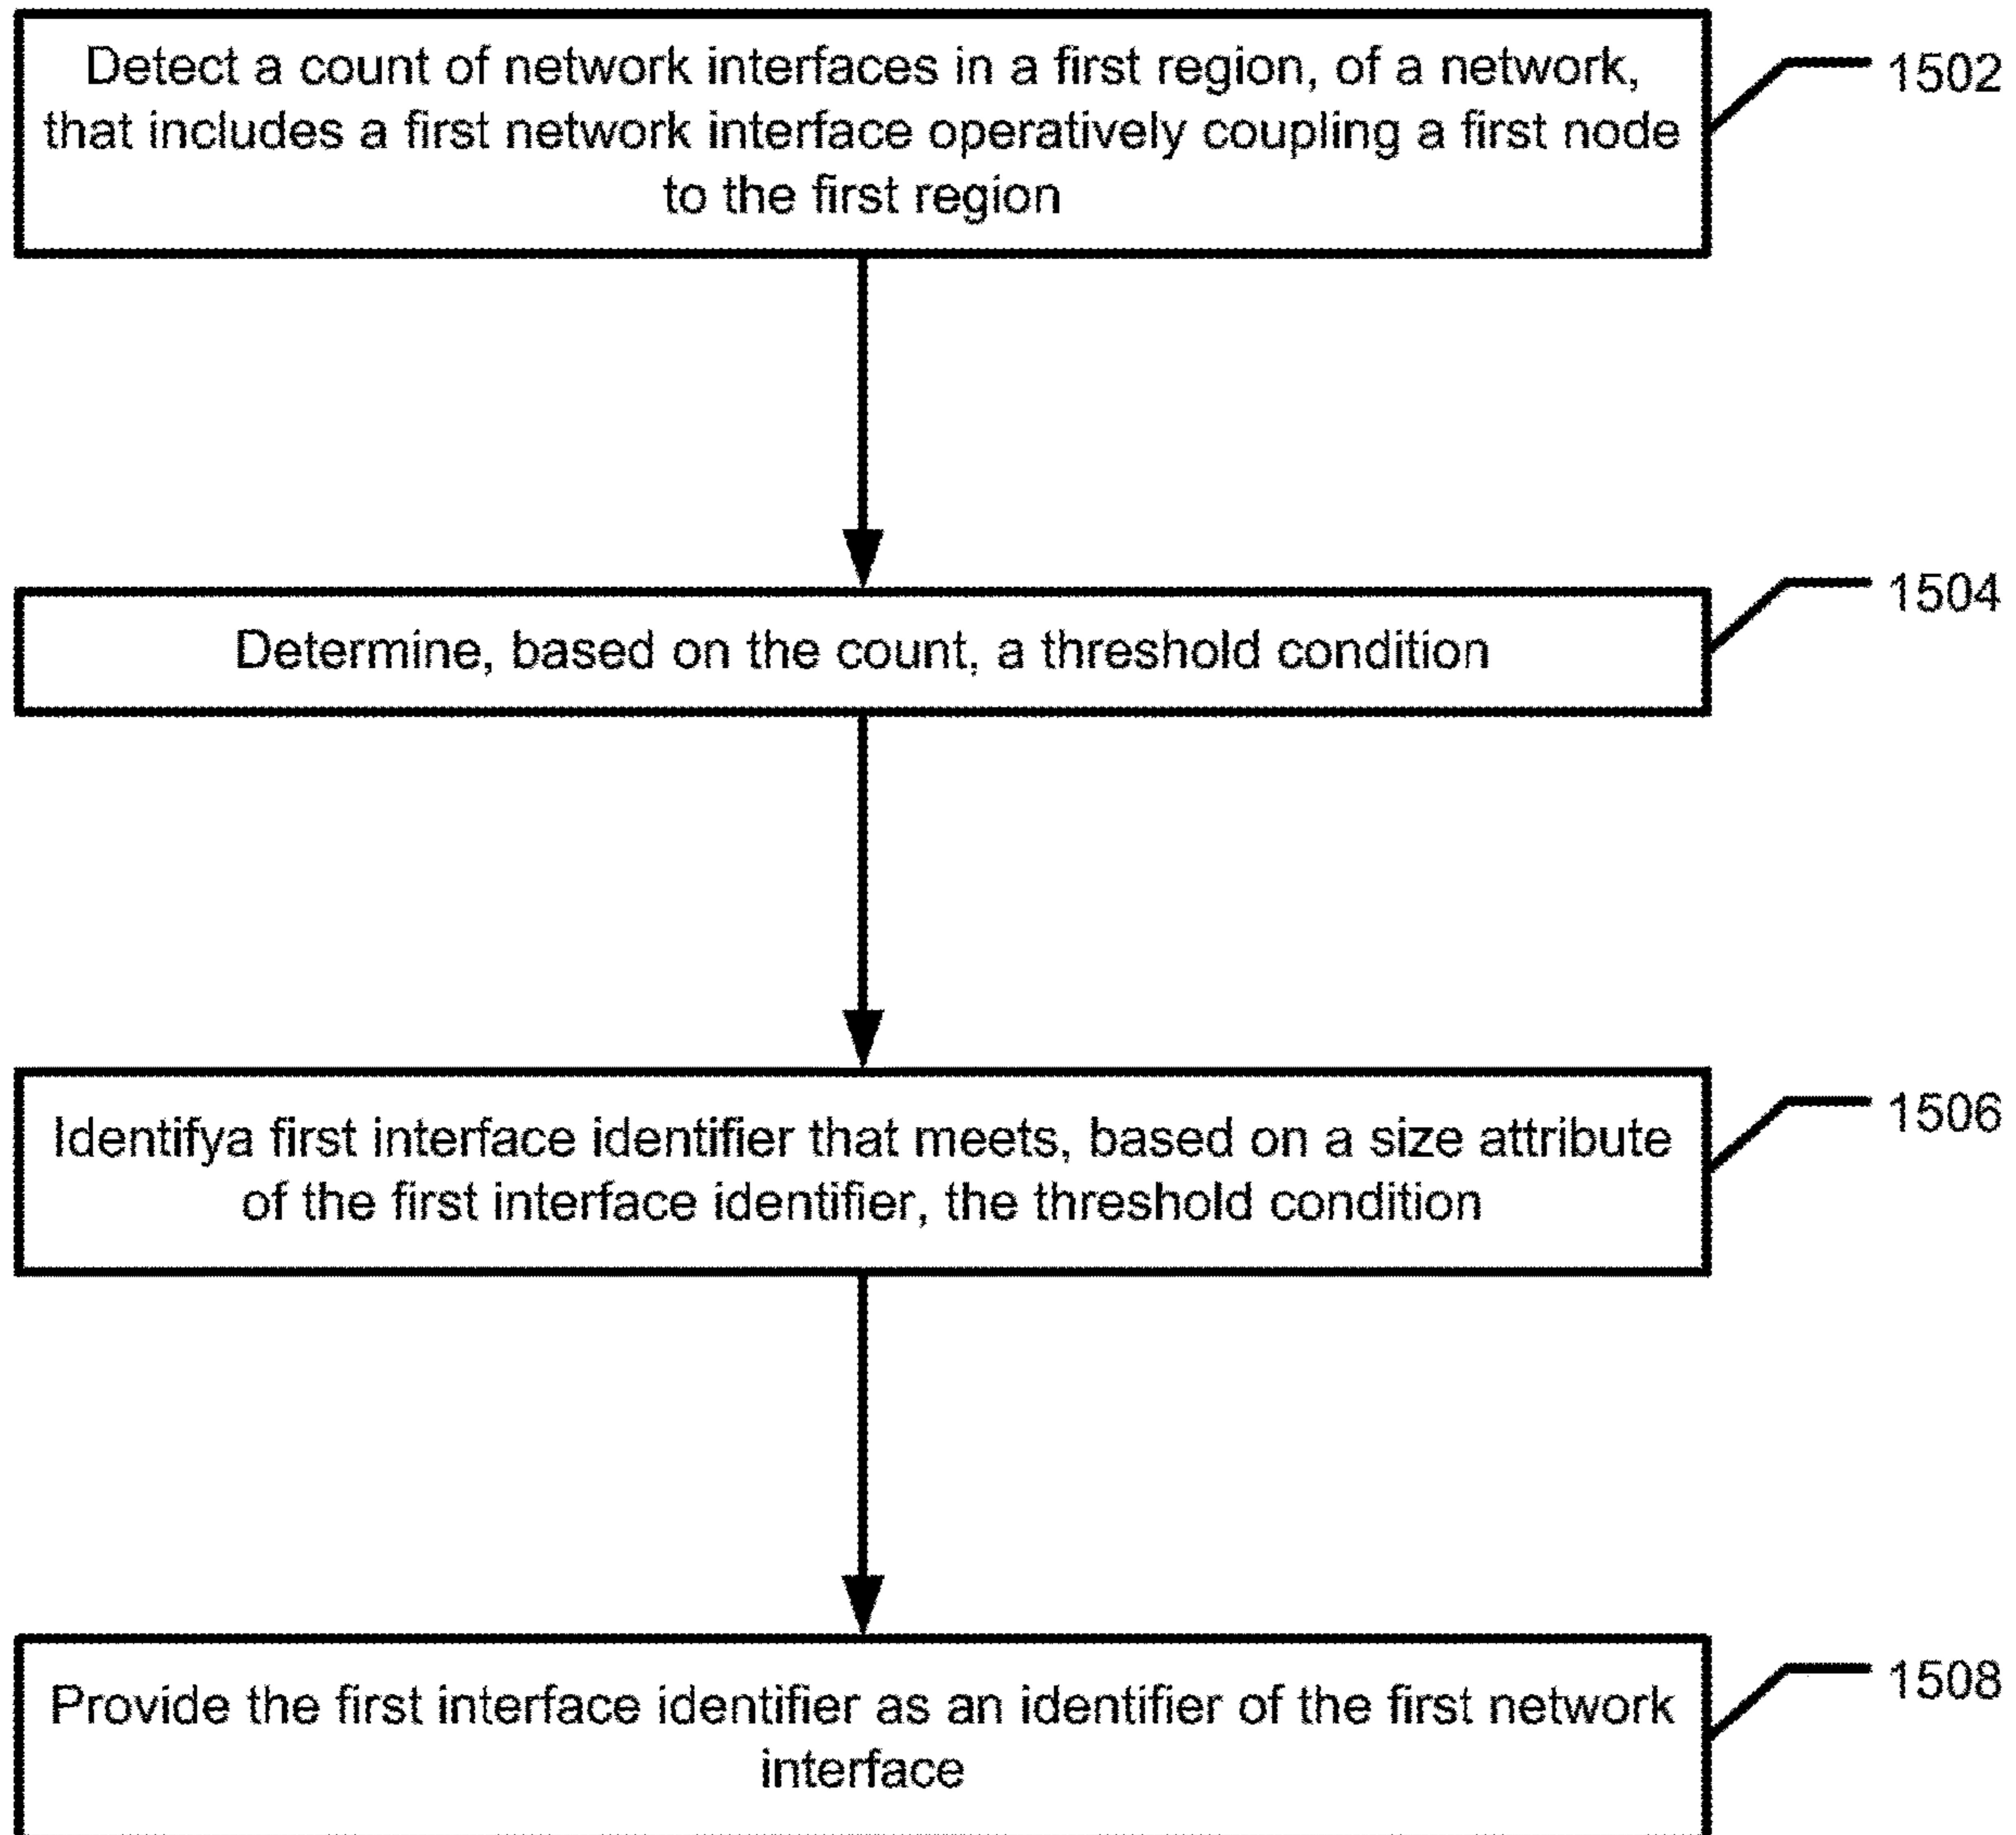 Detect a count of network interfaces in a first region, of a network,
1502
that includes a first network interface operatively coupling a first node
to the first region
1504
Determine, based on the count, a threshold condition
Identifya first interface identifier that meets, based on a size attribute
1506
of the first interface identifier, the threshold condition
Provide the first interface identifier as an identifier of the first network
1508
interface